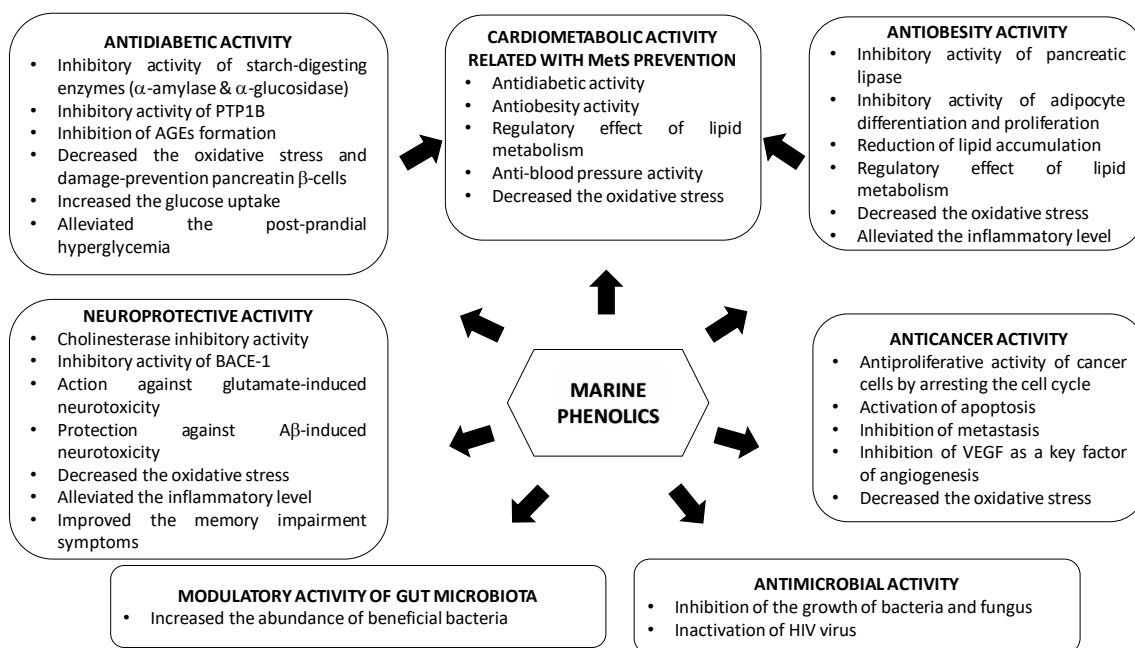 ANTIDIABETIC ACTIVITY
• Inhibitory activity of starch-digesting
enzymes (α-amylase & α-glucosidase)
• Inhibitory activity of PTP1B
• Inhibition of AGEs formation
• Decreased the oxidative stress and
damage-prevention pancreatin β-cells
• Increased the glucose uptake
• Alleviated the post-prandial
hyperglycemia
CARDIOMETABOLIC ACTIVITY
RELATED WITH MetS PREVENTION
• Antidiabetic activity
• Antiobesity activity
• Regulatory effect of lipid
metabolism
• Anti-blood pressure activity
• Decreased the oxidative stress
ANTIOBESITY ACTIVITY
• Inhibitory activity of pancreatic
lipase
• Inhibitory activity of adipocyte
differentiation and proliferation
• Reduction of lipid accumulation
• Regulatory effect of lipid
metabolism
• Decreased the oxidative stress
• Alleviated the inflammatory level
NEUROPROTECTIVE ACTIVITY
• Cholinesterase inhibitory activity
• Inhibitory activity of BACE-1
• Action against glutamate-induced
neurotoxicity
• Protection against Aβ-induced
neurotoxicity
• Decreased the oxidative stress
• Alleviated the inflammatory level
• Improved the memory impairment
symptoms
MARINE
PHENOLICS
ANTICANCER ACTIVITY
• Antiproliferative activity of cancer
cells by arresting the cell cycle
• Activation of apoptosis
• Inhibition of metastasis
• Inhibition of VEGF as a key factor
of angiogenesis
• Decreased the oxidative stress
MODULATORY ACTIVITY OF GUT MICROBIOTA
• Increased the abundance of beneficial bacteria
ANTIMICROBIAL ACTIVITY
• Inhibition of the growth of bacteria and fungus
• Inactivation of HIV virus